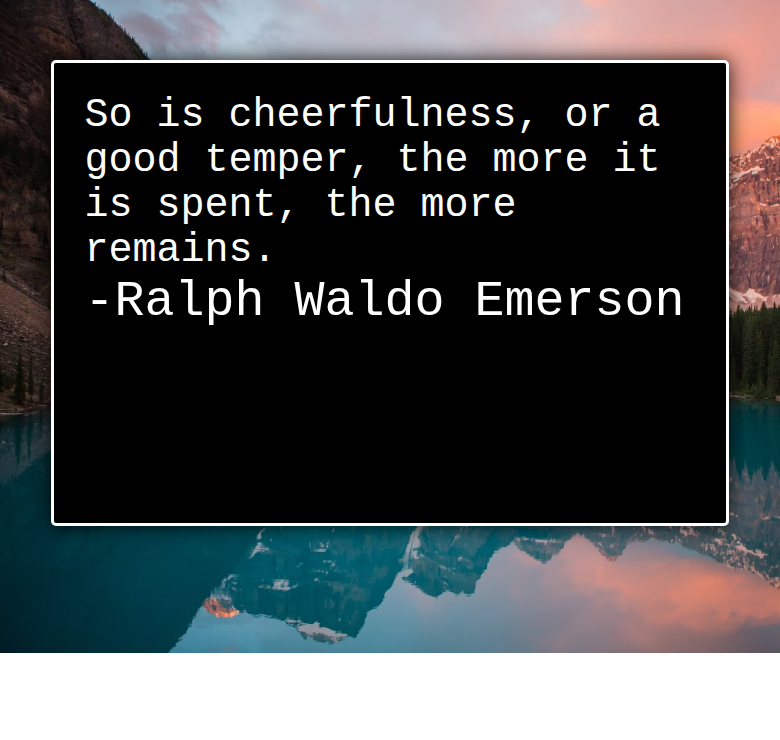 So is cheerfulness, or a
good temper, the more it
is spent, the more
remains.
-Ralph Waldo Emerson